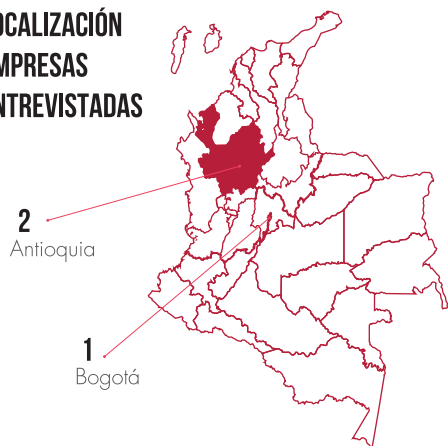 OCALIZACIÓN
MPRESAS
NTREVISTADAS
2
Antioquia
1
Bogotá